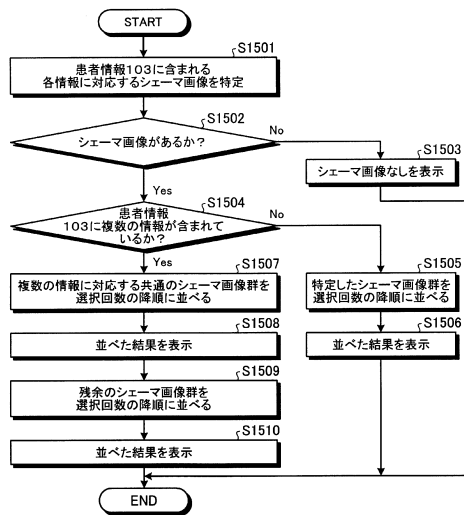 START
S1501
患者情報103に含まれる
各情報に対応するシェーマ画像を特定
S1502
シェーマ画像があるか?
No
S1503
シェーマ画像なしを表示
Yes
S1504
患者情報
103に複数の情報が含まれて
いるか?
No
Yes
S1507
複数の情報に対応する共通のシェーマ画像群を
選択回数の降順に並べる
S1505
特定したシェーマ画像群を
選択回数の降順に並べる
S1508
並べた結果を表示
S1506
並べた結果を表示
S1509
残余のシェーマ画像群を
選択回数の降順に並べる
S1510
並べた結果を表示
END